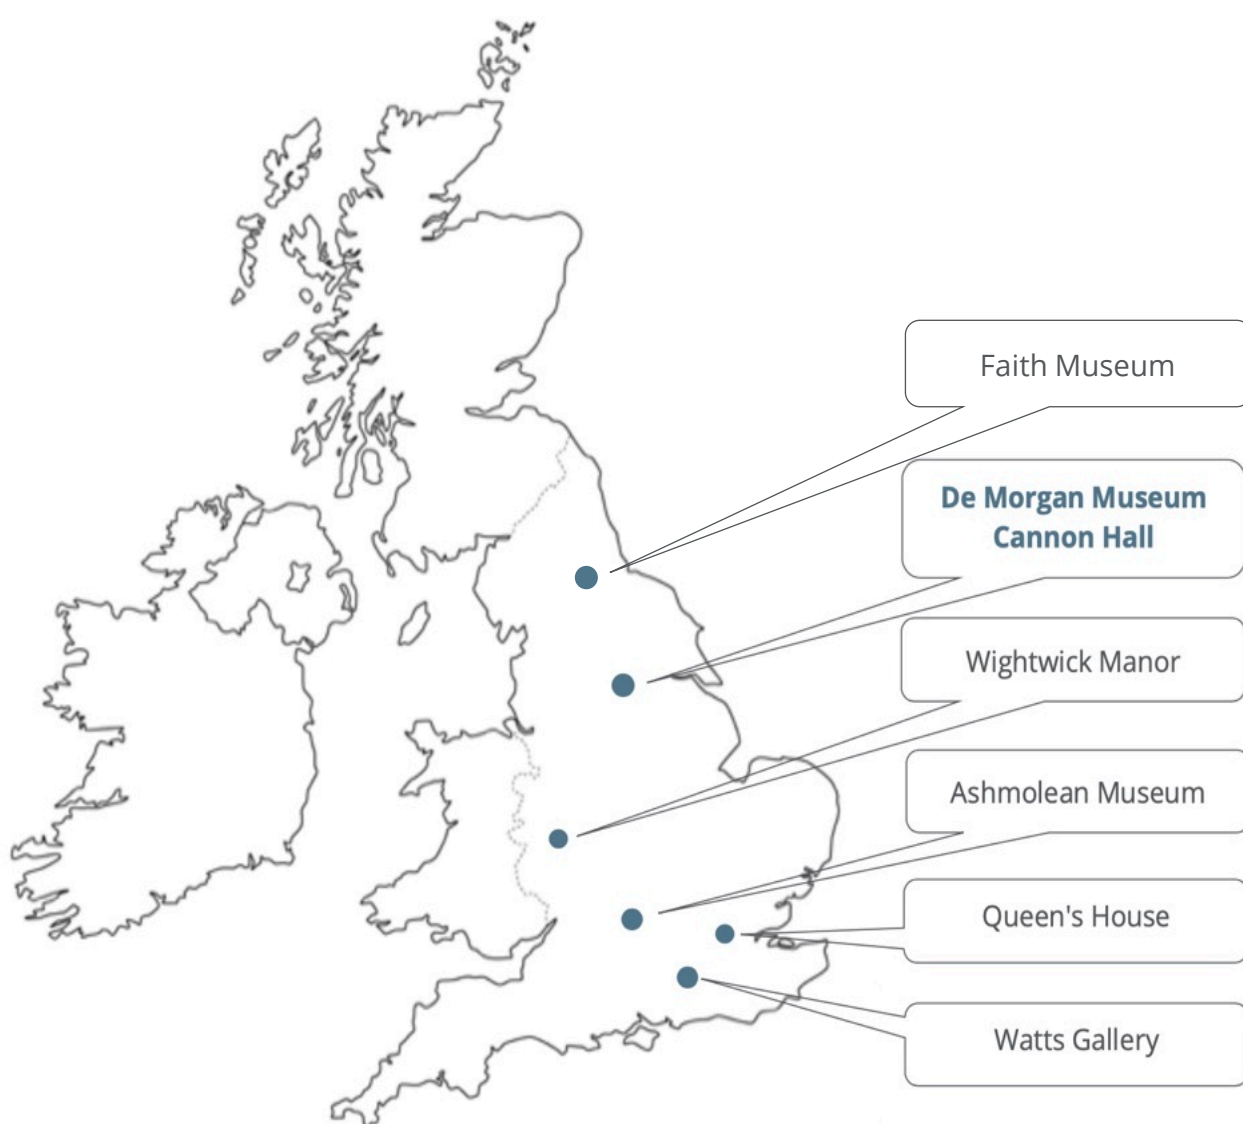 Faith Museum
De Morgan Museum
Cannon Hall
Wightwick Manor
Ashmolean Museum
Queen's House
Watts Gallery